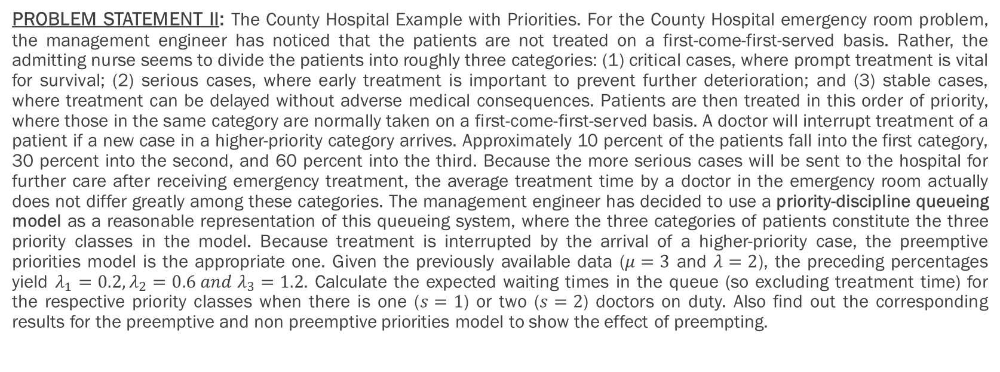 PROBLEM STATEMENT II: The County Hospital Example with Priorities. For the County Hospital emergency room problem,
the management engineer has noticed that the patients are not treated on a first-come-first-served basis. Rather, the
admitting nurse seems to divide the patients into roughly three categories: (1) critical cases, where prompt treatment is vital
for survival; (2) serious cases, where early treatment is important to prevent further deterioration; and (3) stable cases,
where treatment can be delayed without adverse medical consequences. Patients are then treated in this order of priority,
where those in the same category are normally taken on a first-come-first-served basis. A doctor will interrupt treatment of a
patient if a new case in a higher-priority category arrives. Approximately 10 percent of the patients fall into the first category,
30 percent into the second, and 60 percent into the third. Because the more serious cases will be sent to the hospital for
further care after receiving emergency treatment, the average treatment time by a doctor in the emergency room actually
does not differ greatly among these categories. The management engineer has decided to use a priority-discipline queueing
model as a reasonable representation of this queueing system, where the three categories of patients constitute the three
priority classes in the model. Because treatment is interrupted by the arrival of a higher-priority case, the preemptive
priorities model is the appropriate one. Given the previously available data (μ = 3 and λ = 2), the preceding percentages
yield λ₁ = 0.2, λ₂ = 0.6 and λ₃ = 1.2. Calculate the expected waiting times in the queue (so excluding treatment time) for
the respective priority classes when there is one (s = 1) or two (s = 2) doctors on duty. Also find out the corresponding
results for the preemptive and non preemptive priorities model to show the effect of preempting.